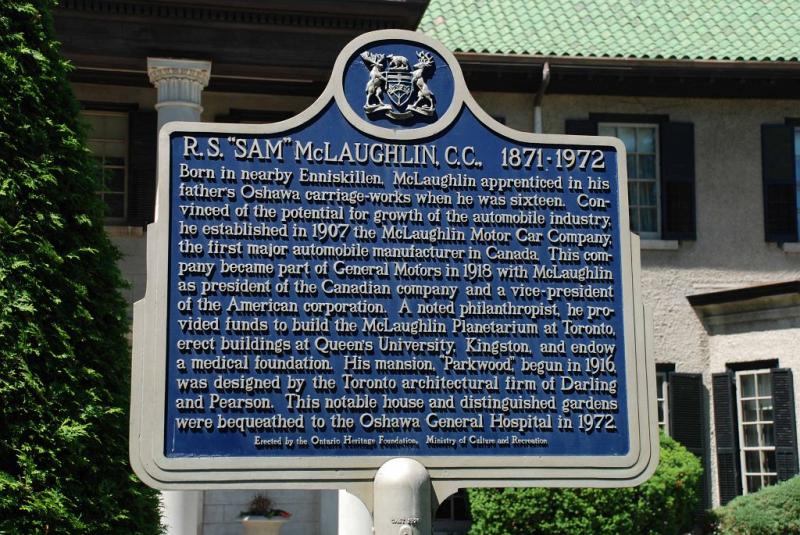 R.S. "SAM" McLAUGHLIN, C.C., 1871-1972
Born in nearby Enniskillen, McLaughlin apprenticed in his
father's Oshawa carriage-works when he was sixteen. Con-
vinced of the potential for growth of the automobile industry,
he established in 1907 the McLaughlin Motor Car Company,
the first major automobile manufacturer in Canada. This com-
pany became part of General Motors in 1918 with McLaughlin
as president of the Canadian company and a vice-president
of the American corporation. A noted philanthropist, he pro-
vided funds to build the McLaughlin Planetarium at Toronto,
erect buildings at Queen's University, Kingston, and endow
a medical foundation. His mansion, "Parkwood," begun in 1916,
was designed by the Toronto architectural firm of Darling
and Pearson. This notable house and distinguished gardens
were bequeathed to the Oshawa General Hospital in 1972.
Erected by the Ontario Heritage Foundation, Ministry of Culture and Recreation